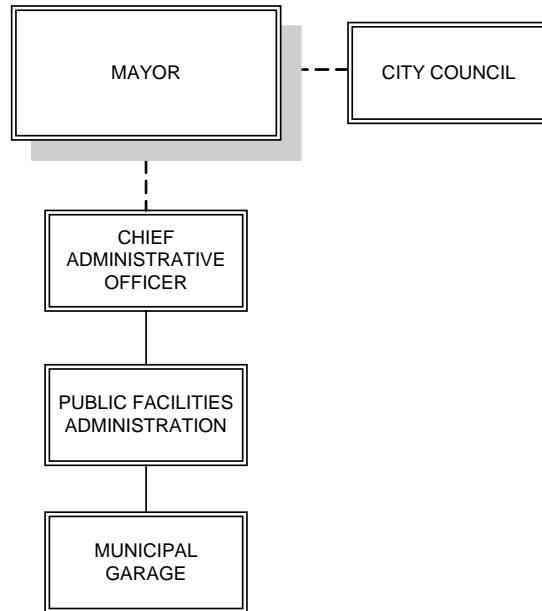 MAYOR
CITY COUNCIL
CHIEF
ADMINISTRATIVE
OFFICER
PUBLIC FACILITIES
ADMINISTRATION
MUNICIPAL
GARAGE